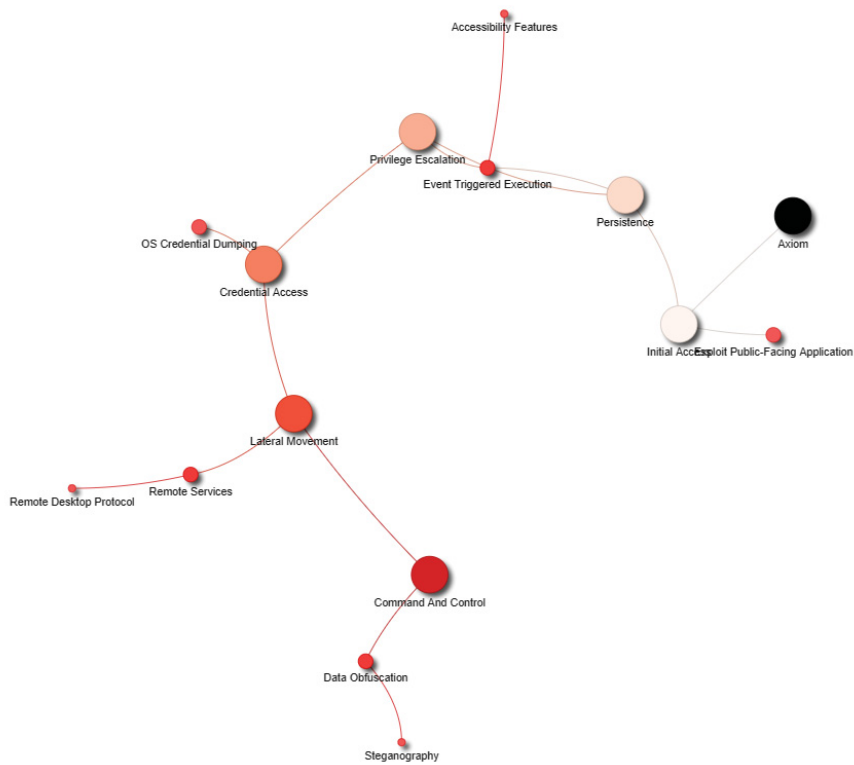 Accessibility Features
Privilege Escalation
Event Triggered Execution
Persistence
Axiom
OS Credential Dumping
Credential Access
Initial Access
Exploit Public-Facing Application
Lateral Movement
Remote Services
Remote Desktop Protocol
Command And Control
Data Obfuscation
Steganography